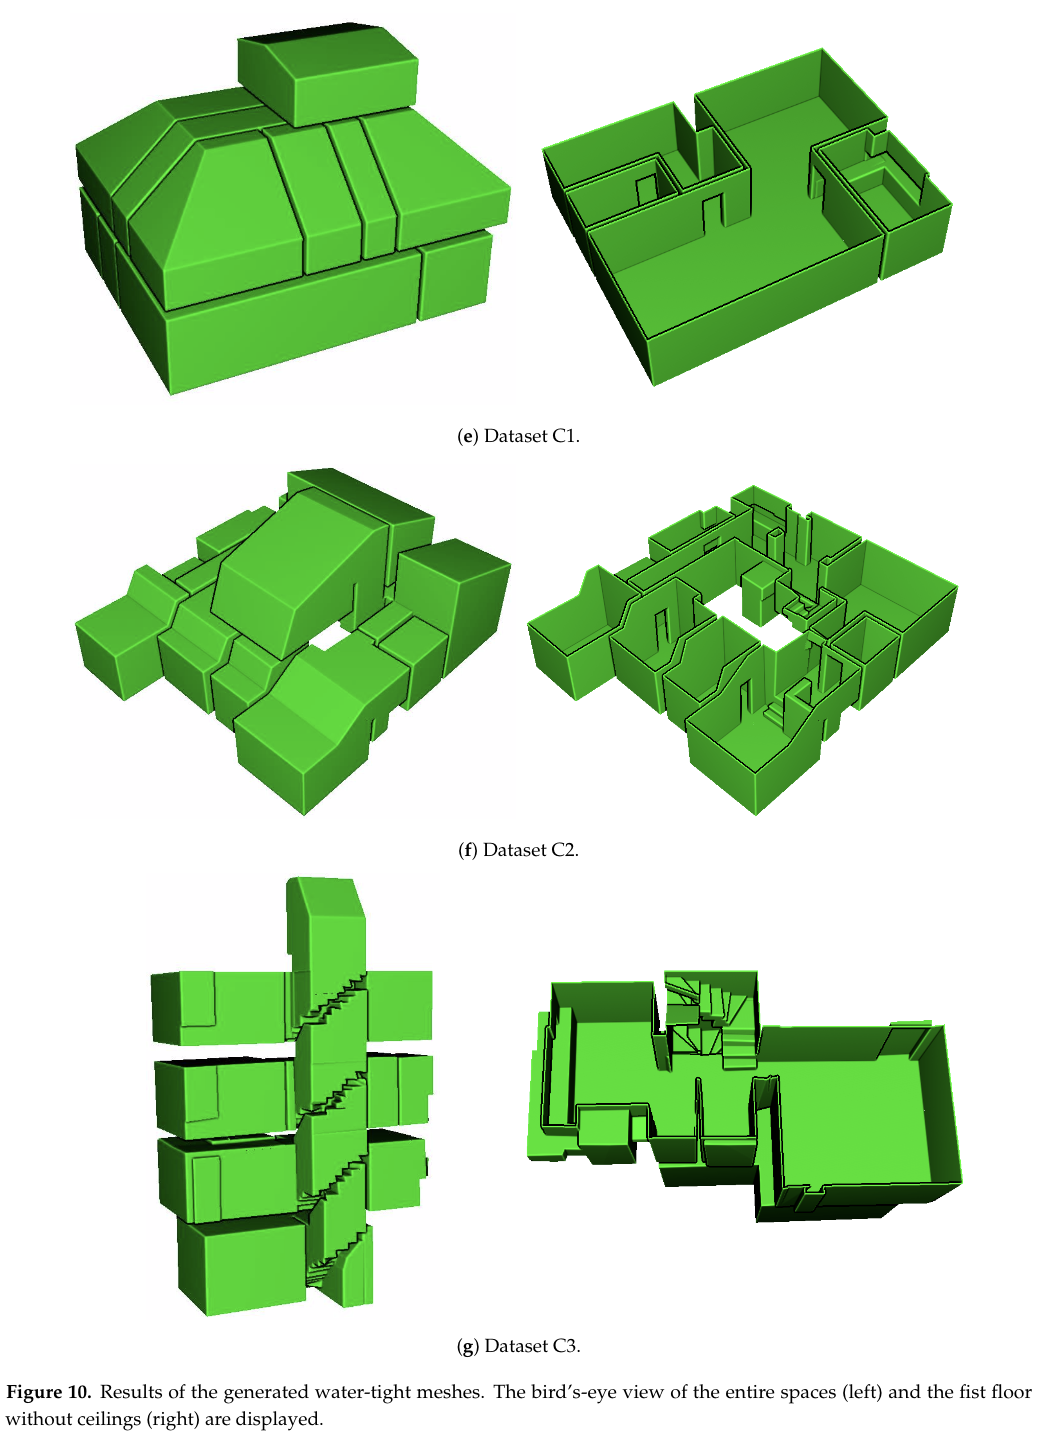 (e) Dataset C1.
(f) Dataset C2.
(g) Dataset C3.
Figure 10. Results of the generated water-tight meshes. The bird's-eye view of the entire spaces (left) and the fist floor
without ceilings (right) are displayed.